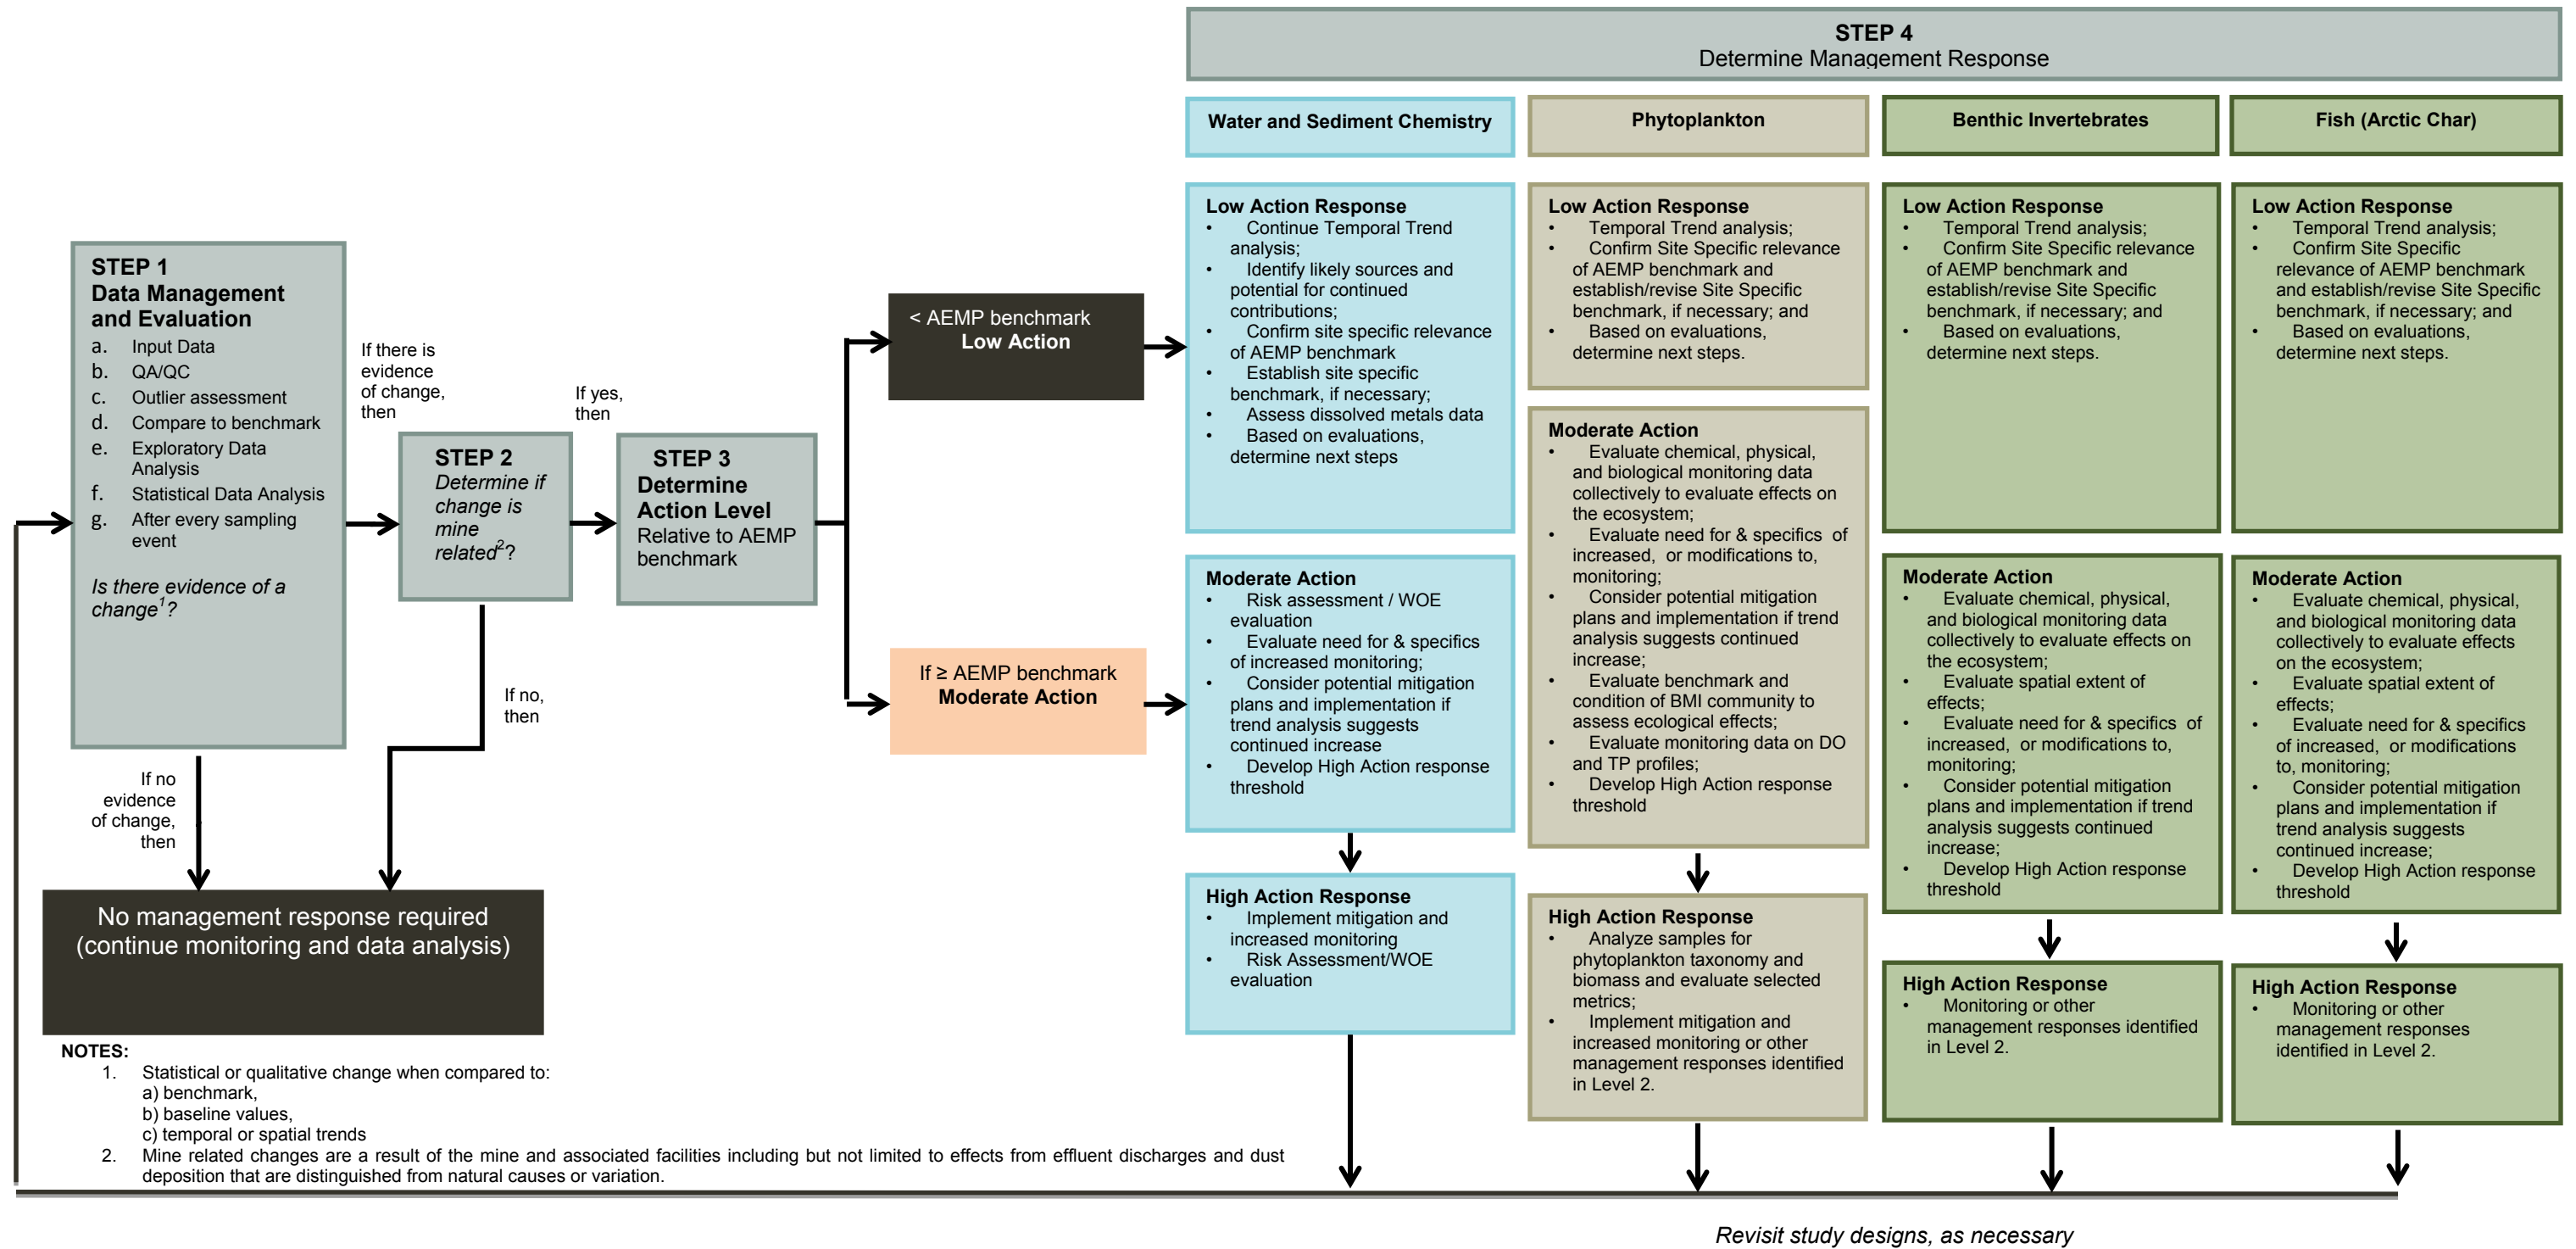 STEP 4
Determine Management Response
Water and Sediment Chemistry
Phytoplankton
Benthic Invertebrates
Fish (Arctic Char)
STEP 1
Data Management
and Evaluation
a. Input Data
b. QA/QC
c. Outlier assessment
d. Compare to benchmark
e. Exploratory Data
Analysis
f. Statistical Data Analysis
g. After every sampling
event
Is there evidence of a
change1?
If there is
evidence
of change,
then
STEP 2
Determine if
change is
mine
related2?
If yes,
then
STEP 3
Determine
Action Level
Relative to AEMP
benchmark
If no,
then
If no
evidence
of change,
then
No management response required
(continue monitoring and data analysis)
< AEMP benchmark
Low Action
If ≥ AEMP benchmark
Moderate Action
Low Action Response
• Continue Temporal Trend
analysis;
• Identify likely sources and
potential for continued
contributions;
• Confirm site specific relevance
of AEMP benchmark
• Establish site specific
benchmark, if necessary;
• Assess dissolved metals data
• Based on evaluations,
determine next steps
Moderate Action
• Risk assessment / WOE
evaluation
• Evaluate need for & specifics
of increased monitoring;
• Consider potential mitigation
plans and implementation if
trend analysis suggests
continued increase
• Develop High Action response
threshold
High Action Response
• Implement mitigation and
increased monitoring
• Risk Assessment/WOE
evaluation
Low Action Response
• Temporal Trend analysis;
• Confirm Site Specific relevance
of AEMP benchmark and
establish/revise Site Specific
benchmark, if necessary; and
• Based on evaluations,
determine next steps.
Moderate Action
• Evaluate chemical, physical,
and biological monitoring data
collectively to evaluate effects on
the ecosystem;
• Evaluate need for & specifics of
increased, or modifications to,
monitoring;
• Consider potential mitigation
plans and implementation if trend
analysis suggests continued
increase;
• Evaluate benchmark and
condition of BMI community to
assess ecological effects;
• Evaluate monitoring data on DO
and TP profiles;
• Develop High Action response
threshold
High Action Response
• Analyze samples for
phytoplankton taxonomy and
biomass and evaluate selected
metrics;
• Implement mitigation and
increased monitoring or other
management responses identified
in Level 2.
Low Action Response
• Temporal Trend analysis;
• Confirm Site Specific relevance
of AEMP benchmark and
establish/revise Site Specific
benchmark, if necessary; and
• Based on evaluations,
determine next steps.
Moderate Action
• Evaluate chemical, physical,
and biological monitoring data
collectively to evaluate effects on
the ecosystem;
• Evaluate spatial extent of
effects;
• Evaluate need for & specifics of
increased, or modifications to,
monitoring;
• Consider potential mitigation
plans and implementation if trend
analysis suggests continued
increase;
• Develop High Action response
threshold
High Action Response
• Monitoring or other
management responses identified
in Level 2.
Low Action Response
• Temporal Trend analysis;
• Confirm Site Specific
relevance of AEMP benchmark
and establish/revise Site Specific
benchmark, if necessary; and
• Based on evaluations,
determine next steps.
Moderate Action
• Evaluate chemical, physical,
and biological monitoring data
collectively to evaluate effects
on the ecosystem;
• Evaluate spatial extent of
effects;
• Evaluate need for & specifics
of increased, or modifications
to, monitoring;
• Consider potential mitigation
plans and implementation if
trend analysis suggests
continued increase;
• Develop High Action response
threshold
High Action Response
• Monitoring or other
management responses
identified in Level 2.
NOTES:
1. Statistical or qualitative change when compared to:
a) benchmark,
b) baseline values,
c) temporal or spatial trends
2. Mine related changes are a result of the mine and associated facilities including but not limited to effects from effluent discharges and dust
deposition that are distinguished from natural causes or variation.
Revisit study designs, as necessary